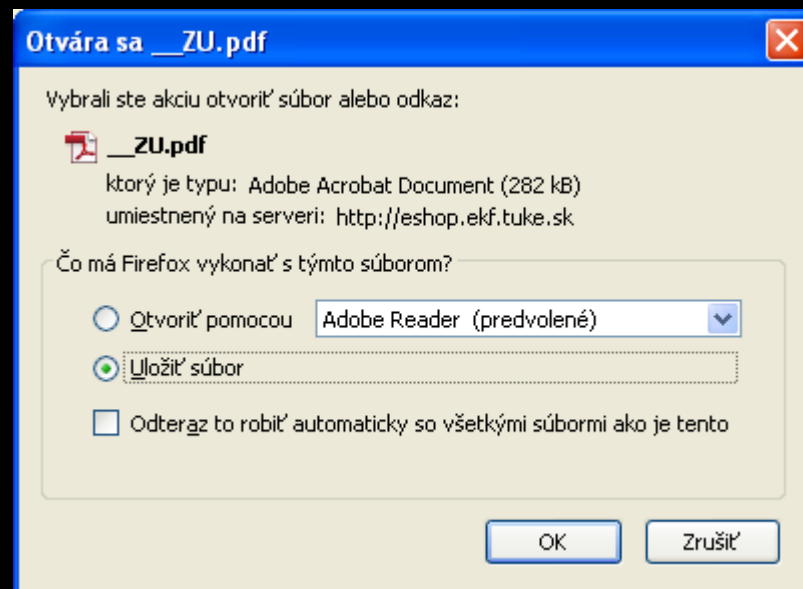 Otvára sa __ZU.pdf
Vybrali ste akciu otvoriť súbor alebo odkaz:
__ZU.pdf
ktorý je typu: Adobe Acrobat Document (282 kB)
umiestnený na serveri: http://eshop.ekf.tuke.sk
Čo má Firefox vykonať s týmto súborom?
Otvoriť pomocou Adobe Reader (predvolené)
Uložiť súbor
Odteraz to robiť automaticky so všetkými súbormi ako je tento
OK Zrušiť